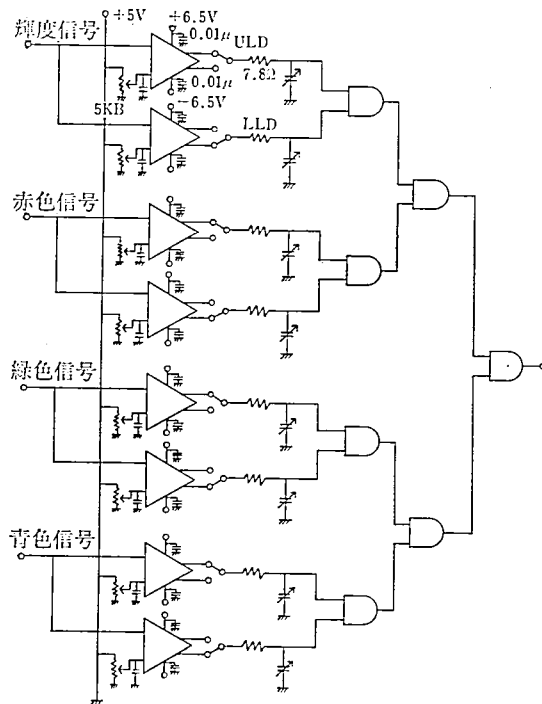 +5V
+6.5V
輝度信号
0.01μ
ULD
7.8Ω
0.01μ
5KB
-6.5V
LLD
赤色信号
緑色信号
青色信号